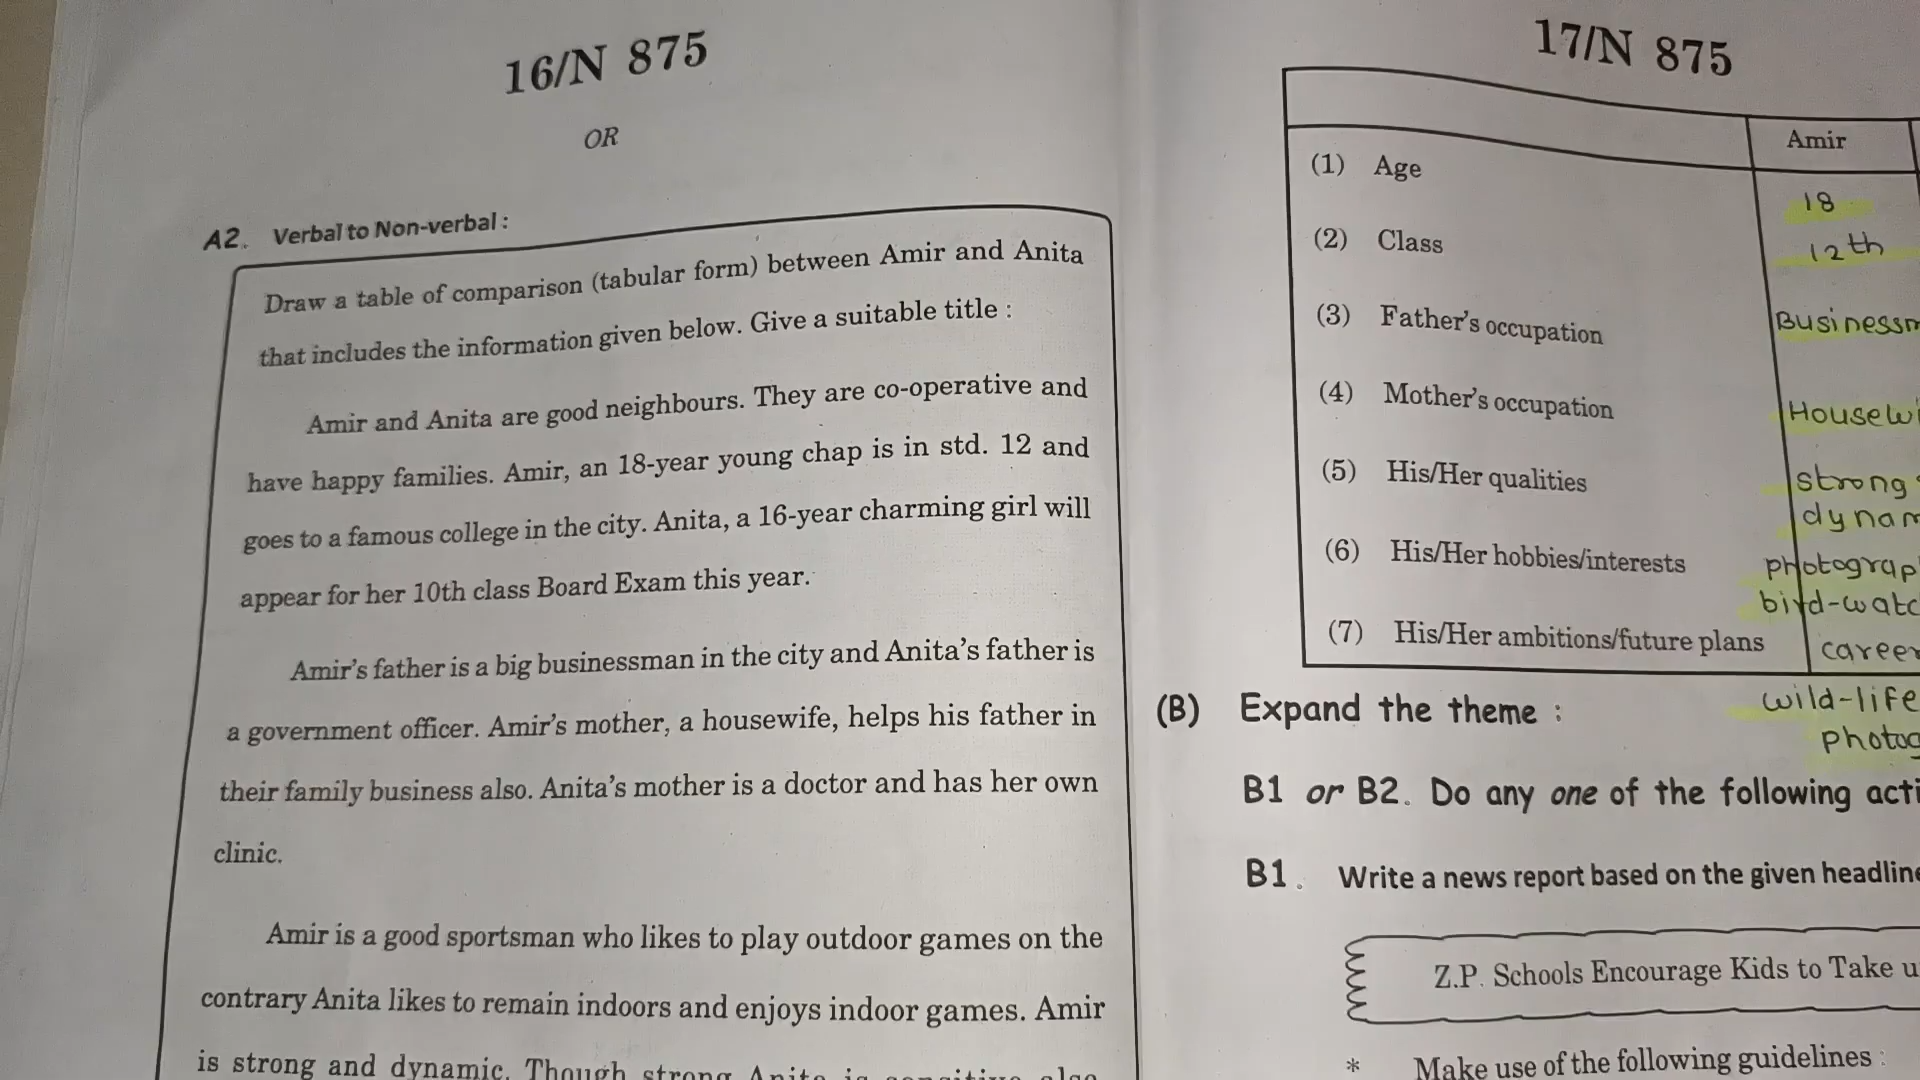 16/N 875
OR
A2. Verbal to Non-verbal :
Draw a table of comparison (tabular form) between Amir and Anita
that includes the information given below. Give a suitable title :
Amir and Anita are good neighbours. They are co-operative and
have happy families. Amir, an 18-year young chap is in std. 12 and
goes to a famous college in the city. Anita, a 16-year charming girl will
appear for her 10th class Board Exam this year.
Amir's father is a big businessman in the city and Anita's father is
a government officer. Amir's mother, a housewife, helps his father in
their family business also. Anita's mother is a doctor and has her own
clinic.
Amir is a good sportsman who likes to play outdoor games on the
contrary Anita likes to remain indoors and enjoys indoor games. Amir
is strong and dynamic. Though strong Anita is sensitive also
17/N 875
Amir
(1) Age 18
(2) Class 12th
(3) Father's occupation Businessm
(4) Mother's occupation Housewi
(5) His/Her qualities strong
dynam
(6) His/Her hobbies/interests photograp
bird-watc
(7) His/Her ambitions/future plans career
wild-life
photog
(B) Expand the theme :
B1 or B2. Do any one of the following acti
B1. Write a news report based on the given headline
Z.P. Schools Encourage Kids to Take u
* Make use of the following guidelines :